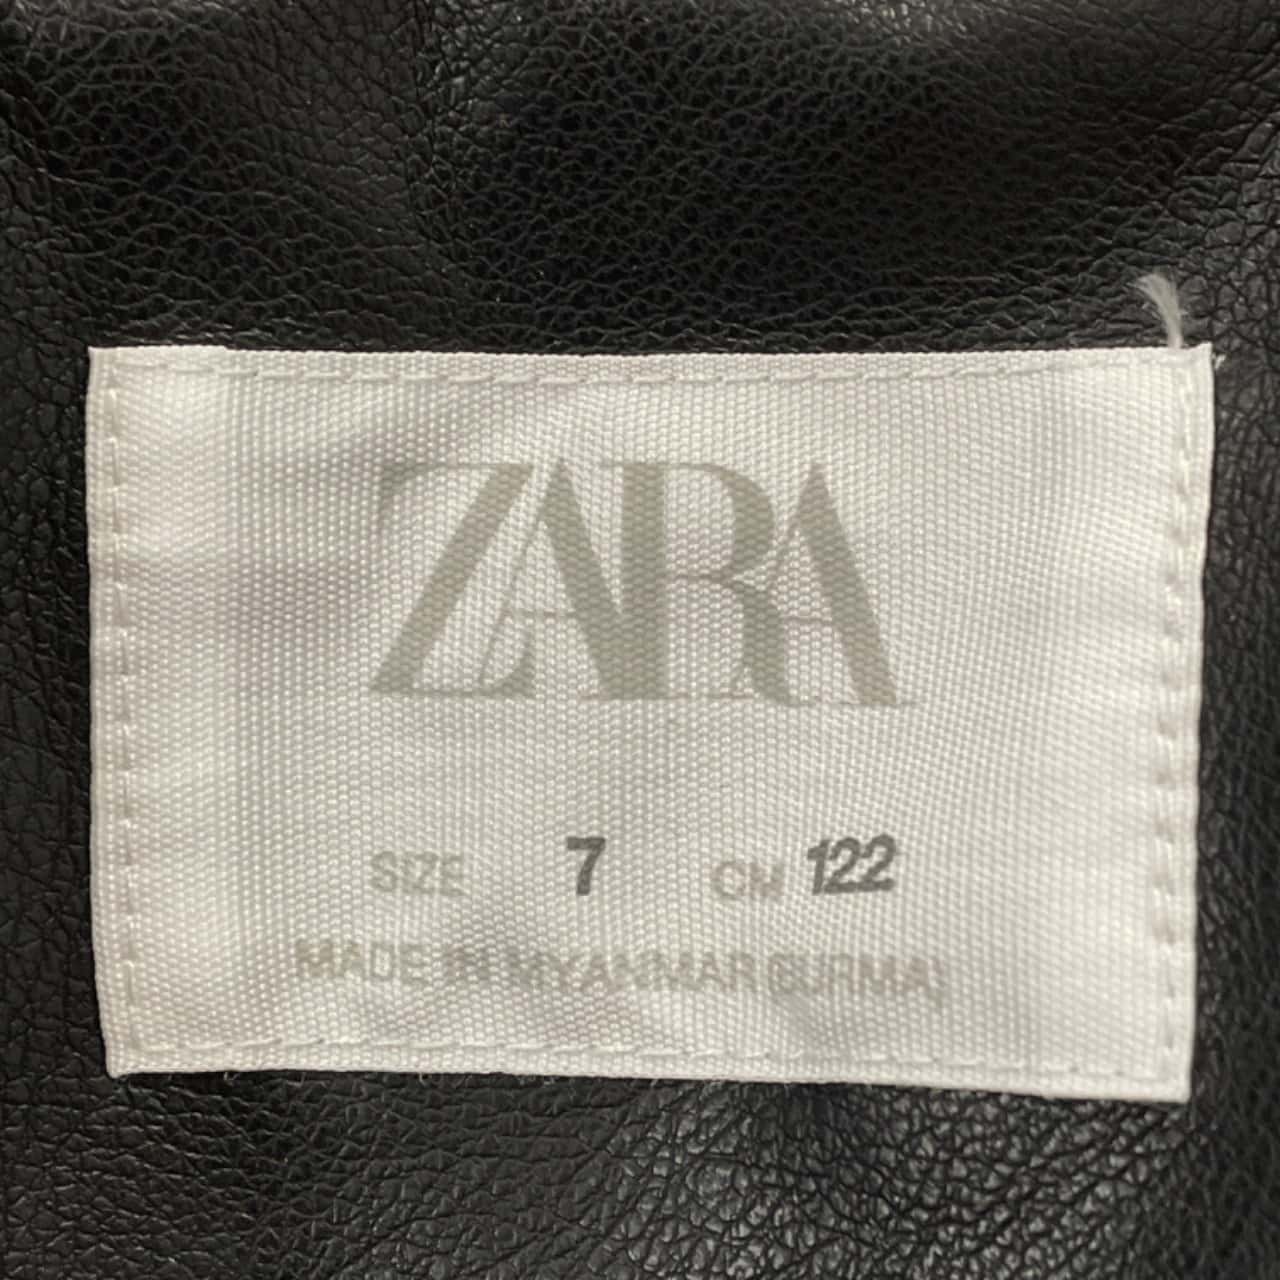 ZARA
SIZE 7 CM 122
MADE IN MYANMAR (BURMA)